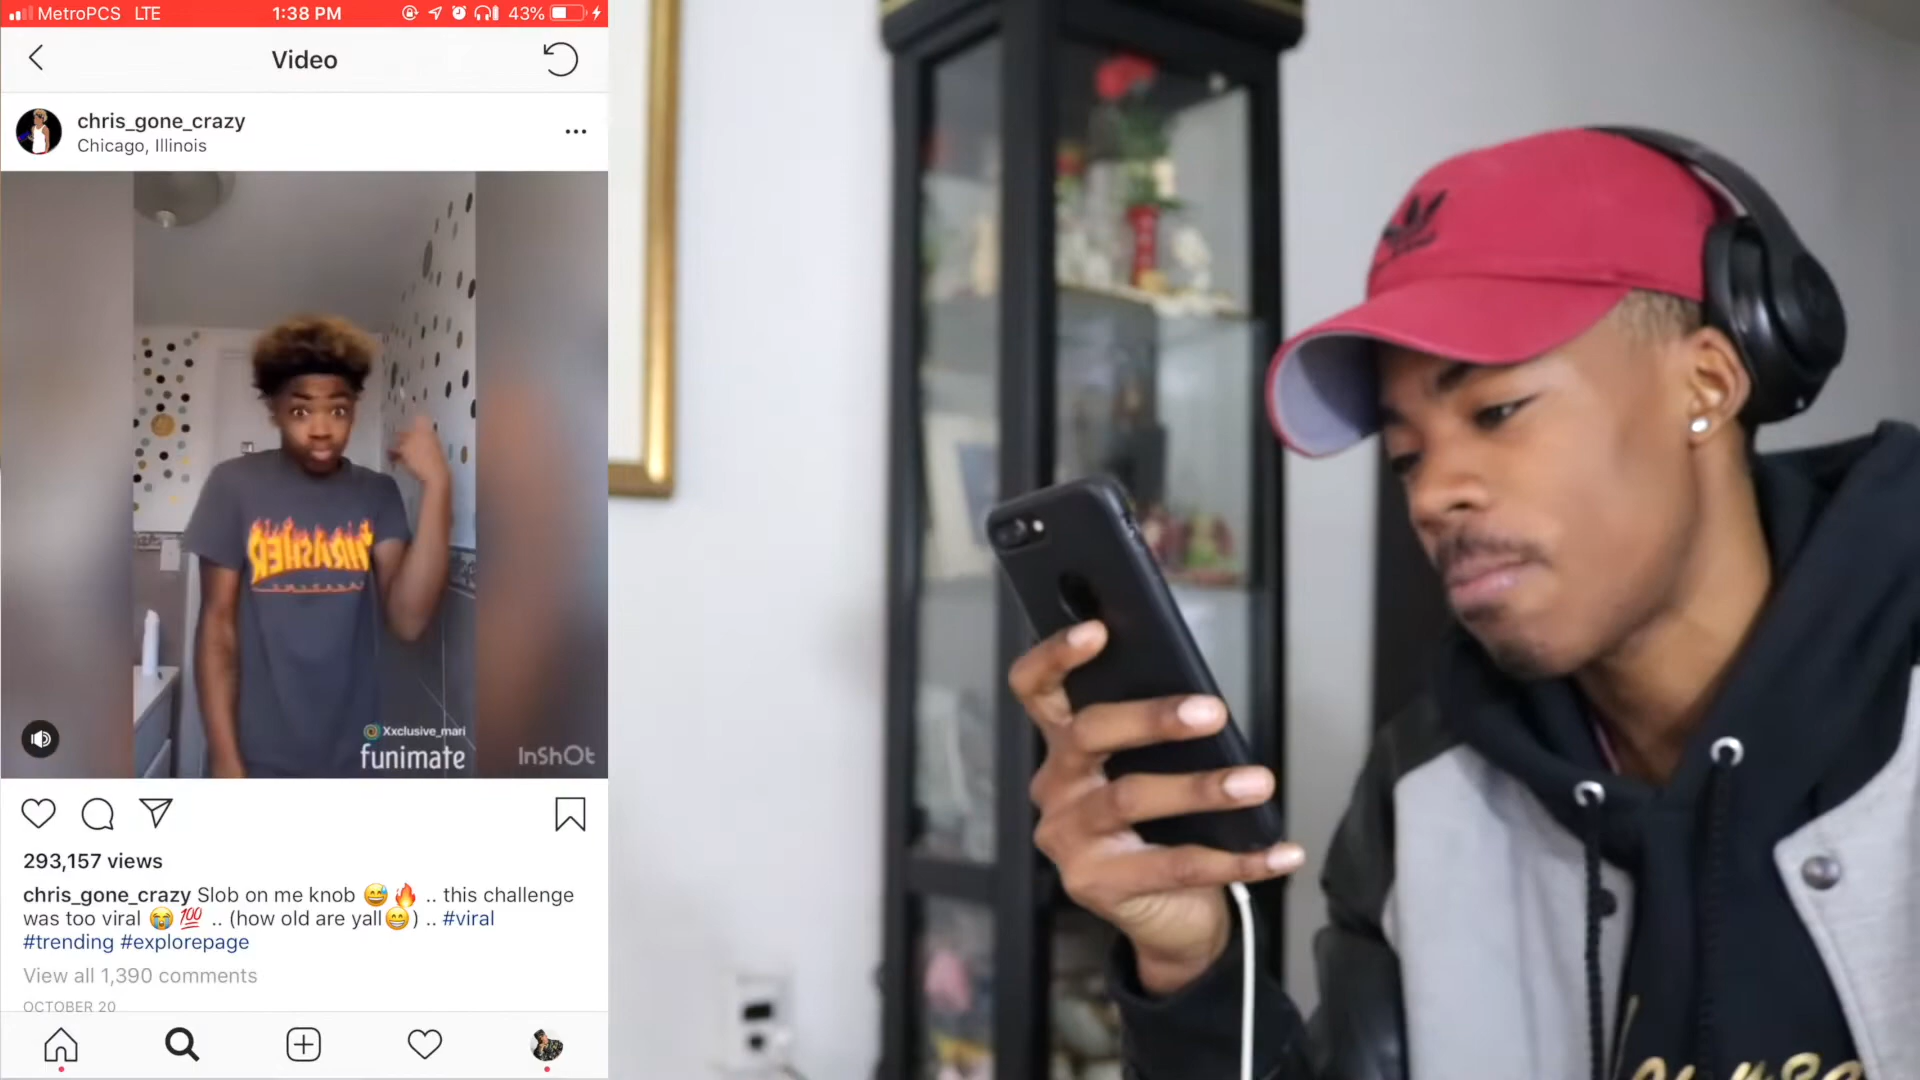 MetroPCS LTE 1:38 PM 43%
Video
chris_gone_crazy
Chicago, Illinois
THRASHER
Xxclusive_mari
funimate
InShOt
293,157 views
chris_gone_crazy Slob on me knob 😅🔥 .. this challenge
was too viral 😭💯 .. (how old are yall😁) .. #viral
#trending #explorepage
View all 1,390 comments
OCTOBER 20